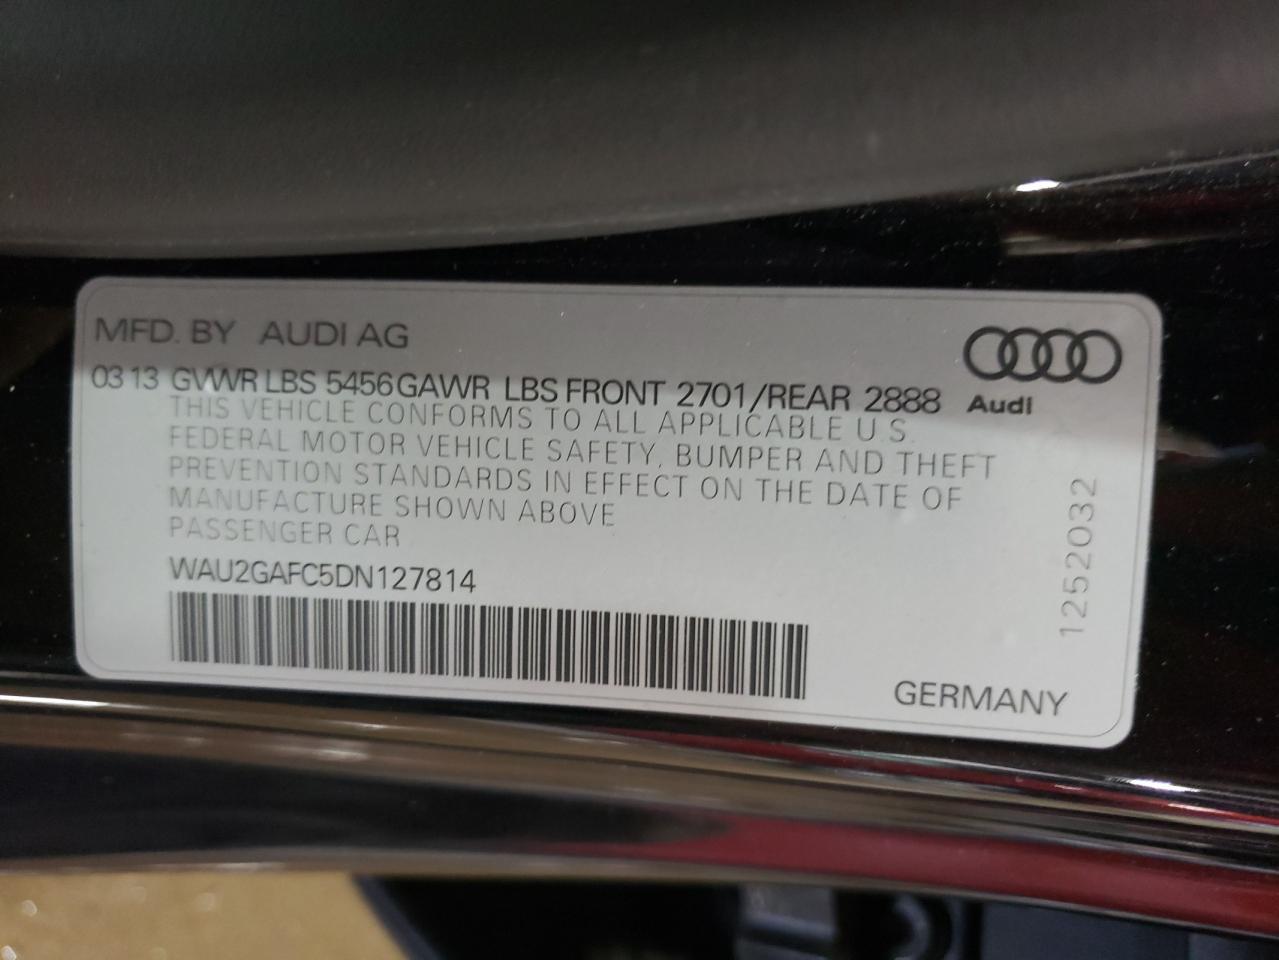 MFD. BY AUDI AG
03 13 GVWR LBS 5456 GAWR LBS FRONT 2701/REAR 2888
Audi
THIS VEHICLE CONFORMS TO ALL APPLICABLE U.S.
FEDERAL MOTOR VEHICLE SAFETY, BUMPER AND THEFT
PREVENTION STANDARDS IN EFFECT ON THE DATE OF
MANUFACTURE SHOWN ABOVE
PASSENGER CAR
WAU2GAFC5DN127814
1252032
GERMANY